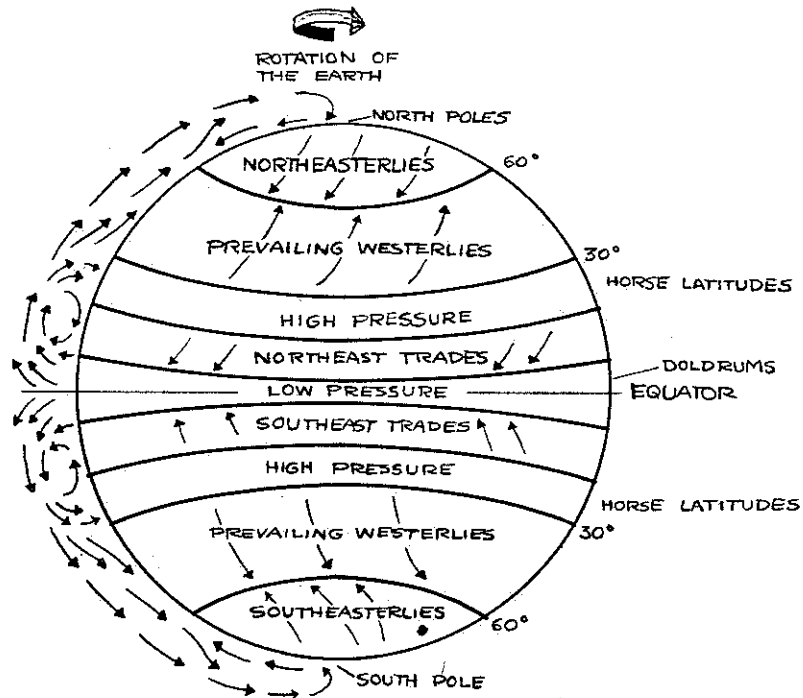 ROTATION OF
THE EARTH
NORTH POLES
NORTHEASTERLIES
60°
PREVAILING WESTERLIES
30°
HORSE LATITUDES
HIGH PRESSURE
NORTHEAST TRADES
DOLDRUMS
LOW PRESSURE
EQUATOR
SOUTHEAST TRADES
HIGH PRESSURE
HORSE LATITUDES
30°
PREVAILING WESTERLIES
SOUTHEASTERLIES
60°
SOUTH POLE